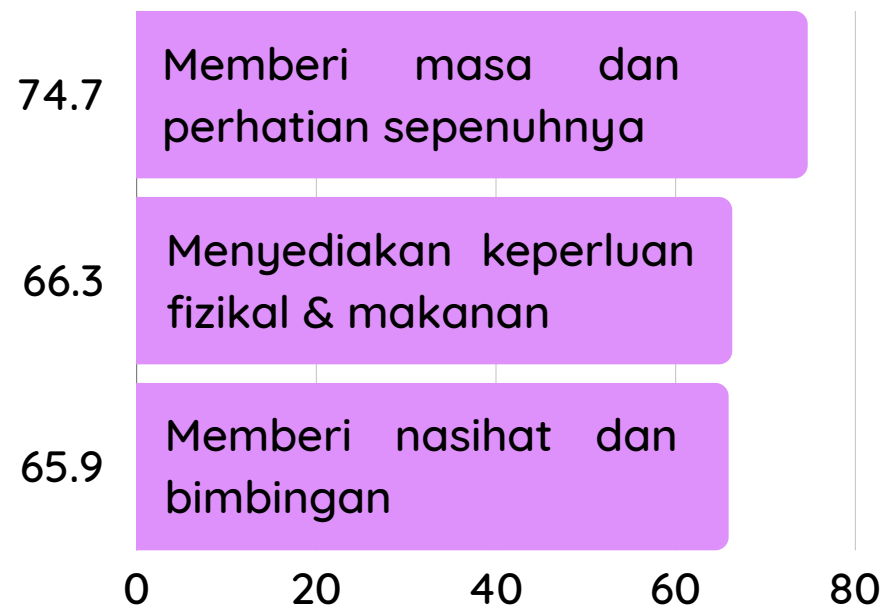 74.7
Memberi masa dan
perhatian sepenuhnya
66.3
Menyediakan keperluan
fizikal & makanan
65.9
Memberi nasihat dan
bimbingan
0 20 40 60 80